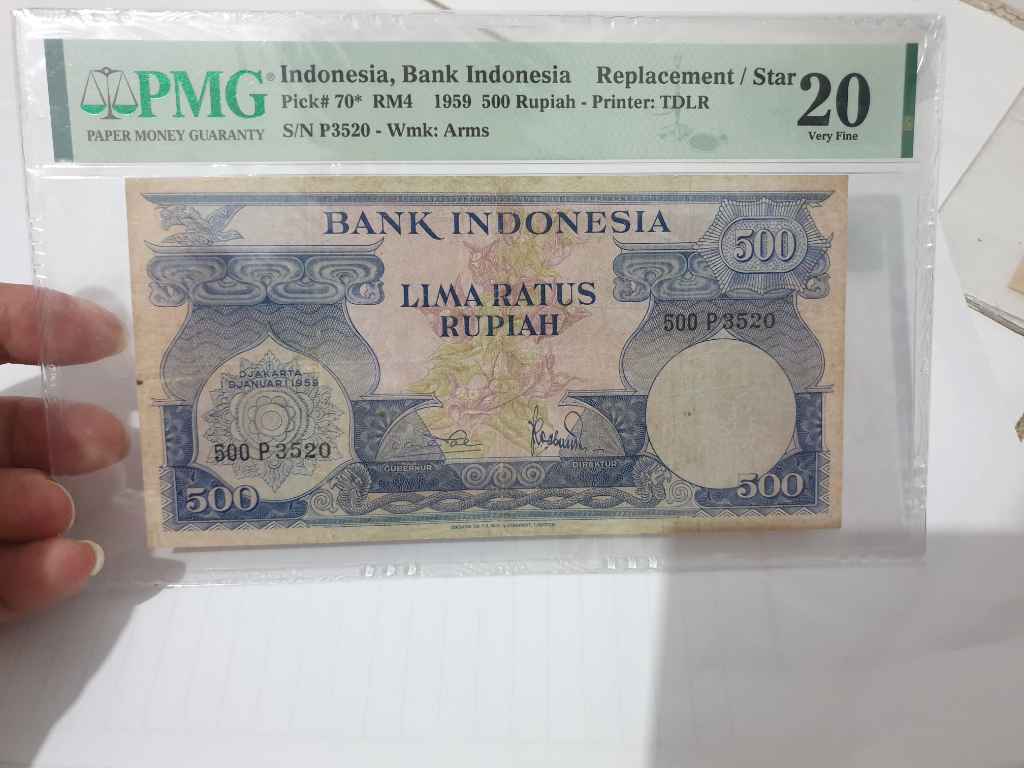 PMG®
PAPER MONEY GUARANTY
Indonesia, Bank Indonesia Replacement / Star
Pick# 70* RM4 1959 500 Rupiah - Printer: TDLR
S/N P3520 - Wmk: Arms
20
Very Fine
BANK INDONESIA
500
LIMA RATUS
RUPIAH
500 P 3520
DJAKARTA
1 DJANUARI 1959
500 P 3520
GUBERNUR
DIREKTUR
500
500